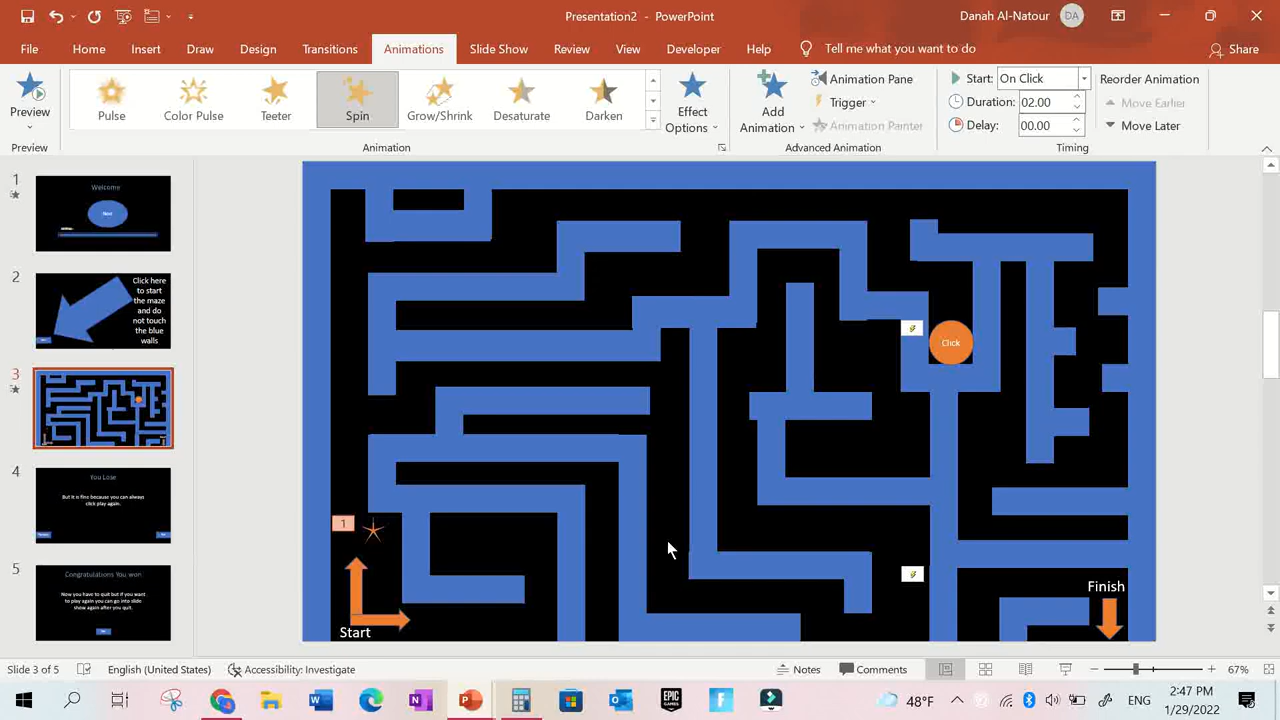 Presentation2 - PowerPoint
Danah Al-Natour
DA
File
Home
Insert
Draw
Design
Transitions
Animations
Slide Show
Review
View
Developer
Help
Tell me what you want to do
Share
Preview
Pulse
Color Pulse
Teeter
Spin
Grow/Shrink
Desaturate
Darken
Effect
Options
Add
Animation
Animation Pane
Trigger
Animation Painter
Start:
On Click
Duration:
02.00
Delay:
00.00
Reorder Animation
Move Earlier
Move Later
Preview
Animation
Advanced Animation
Timing
1
Welcome
Next
2
Click here
to start
the maze
and do
not touch
the blue
walls
3
4
You Lose
But it is fine because you can always
click play again.
5
Congratulations You won
Now you have to quit but if you want
to play again you can go into slide
show again after you quit.
Click
1
Start
Finish
Slide 3 of 5
English (United States)
Accessibility: Investigate
Notes
Comments
67%
EPIC
GAMES
48°F
ENG
2:47 PM
1/29/2022